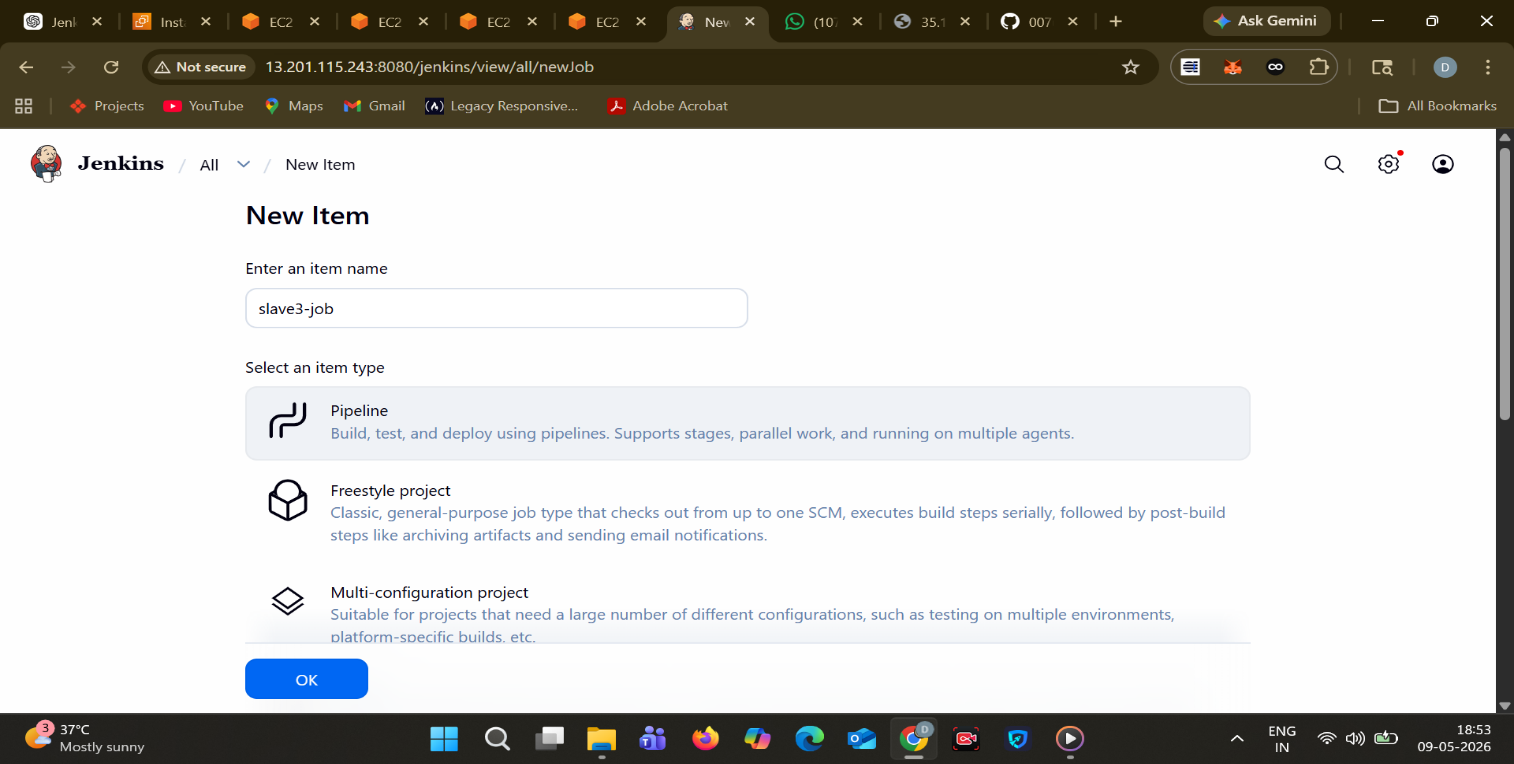 Jenk
Inst
EC2
EC2
EC2
EC2
New
(107
35.1
007
Ask Gemini
Not secure
13.201.115.243:8080/jenkins/view/all/newJob
D
Projects
YouTube
Maps
Gmail
Legacy Responsive...
Adobe Acrobat
All Bookmarks
Jenkins / All / New Item
New Item
Enter an item name
slave3-job
Select an item type
Pipeline
Build, test, and deploy using pipelines. Supports stages, parallel work, and running on multiple agents.
Freestyle project
Classic, general-purpose job type that checks out from up to one SCM, executes build steps serially, followed by post-build
steps like archiving artifacts and sending email notifications.
Multi-configuration project
Suitable for projects that need a large number of different configurations, such as testing on multiple environments,
platform-specific builds, etc.
OK
3
37°C
Mostly sunny
D
ENG
IN
18:53
09-05-2026